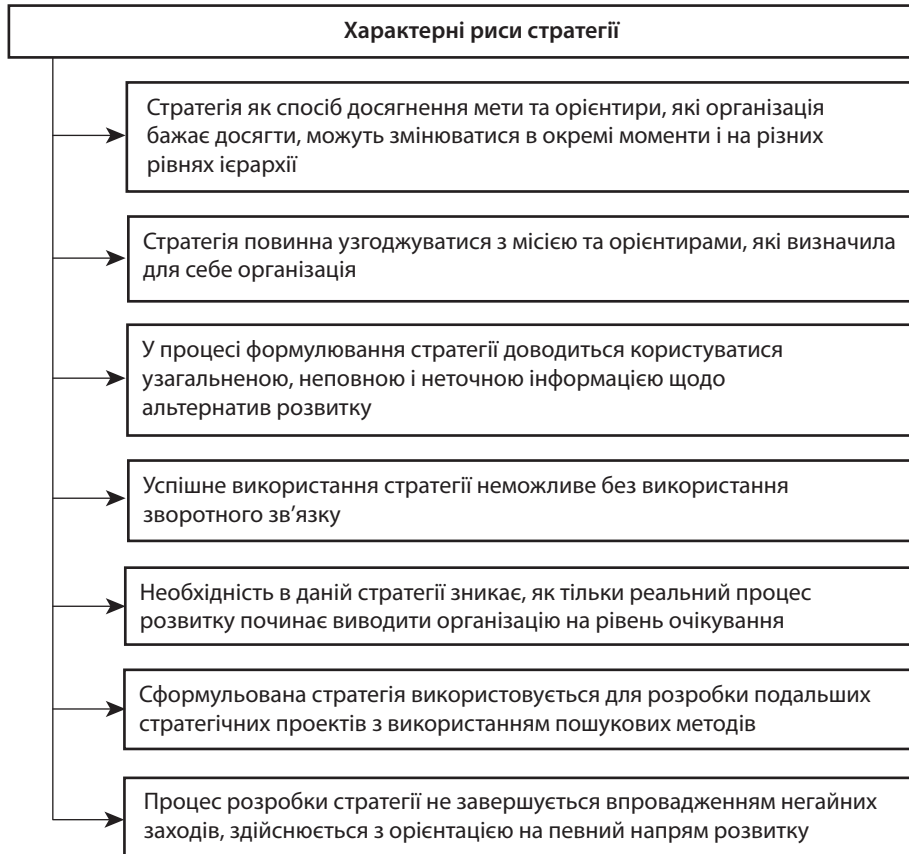 Характерні риси стратегії
Стратегія як спосіб досягнення мети та орієнтири, які організація
бажає досягти, можуть змінюватися в окремі моменти і на різних
рівнях ієрархії
Стратегія повинна узгоджуватися з місією та орієнтирами, які визначила
для себе організація
У процесі формулювання стратегії доводиться користуватися
узагальненою, неповною і неточною інформацією щодо
альтернатив розвитку
Успішне використання стратегії неможливе без використання
зворотного зв’язку
Необхідність в даній стратегії зникає, як тільки реальний процес
розвитку починає виводити організацію на рівень очікування
Сформульована стратегія використовується для розробки подальших
стратегічних проектів з використанням пошукових методів
Процес розробки стратегії не завершується впровадженням негайних
заходів, здійснюється з орієнтацією на певний напрям розвитку